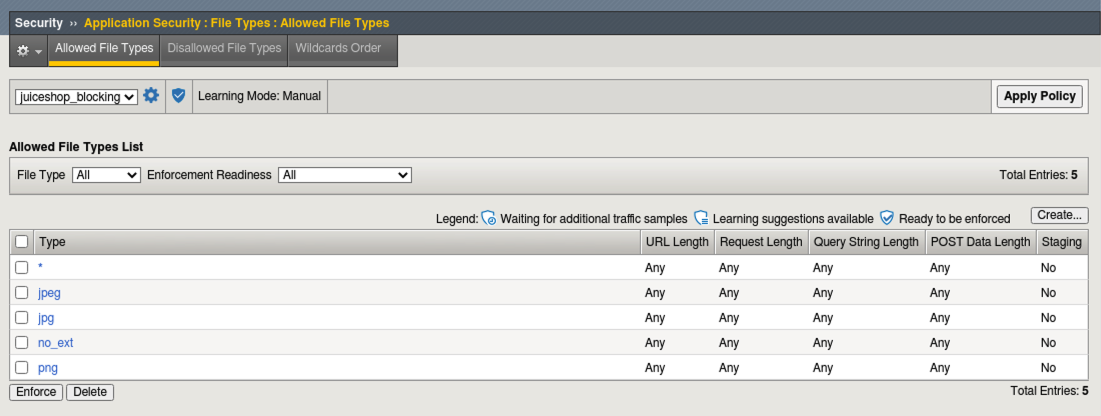 Security ›› Application Security : File Types : Allowed File Types
Allowed File Types Disallowed File Types Wildcards Order
juiceshop_blocking Learning Mode: Manual Apply Policy
Allowed File Types List
File Type All Enforcement Readiness All Total Entries: 5
Legend: Waiting for additional traffic samples Learning suggestions available Ready to be enforced Create...
Type URL Length Request Length Query String Length POST Data Length Staging
* Any Any Any Any No
jpeg Any Any Any Any No
jpg Any Any Any Any No
no_ext Any Any Any Any No
png Any Any Any Any No
Enforce Delete Total Entries: 5